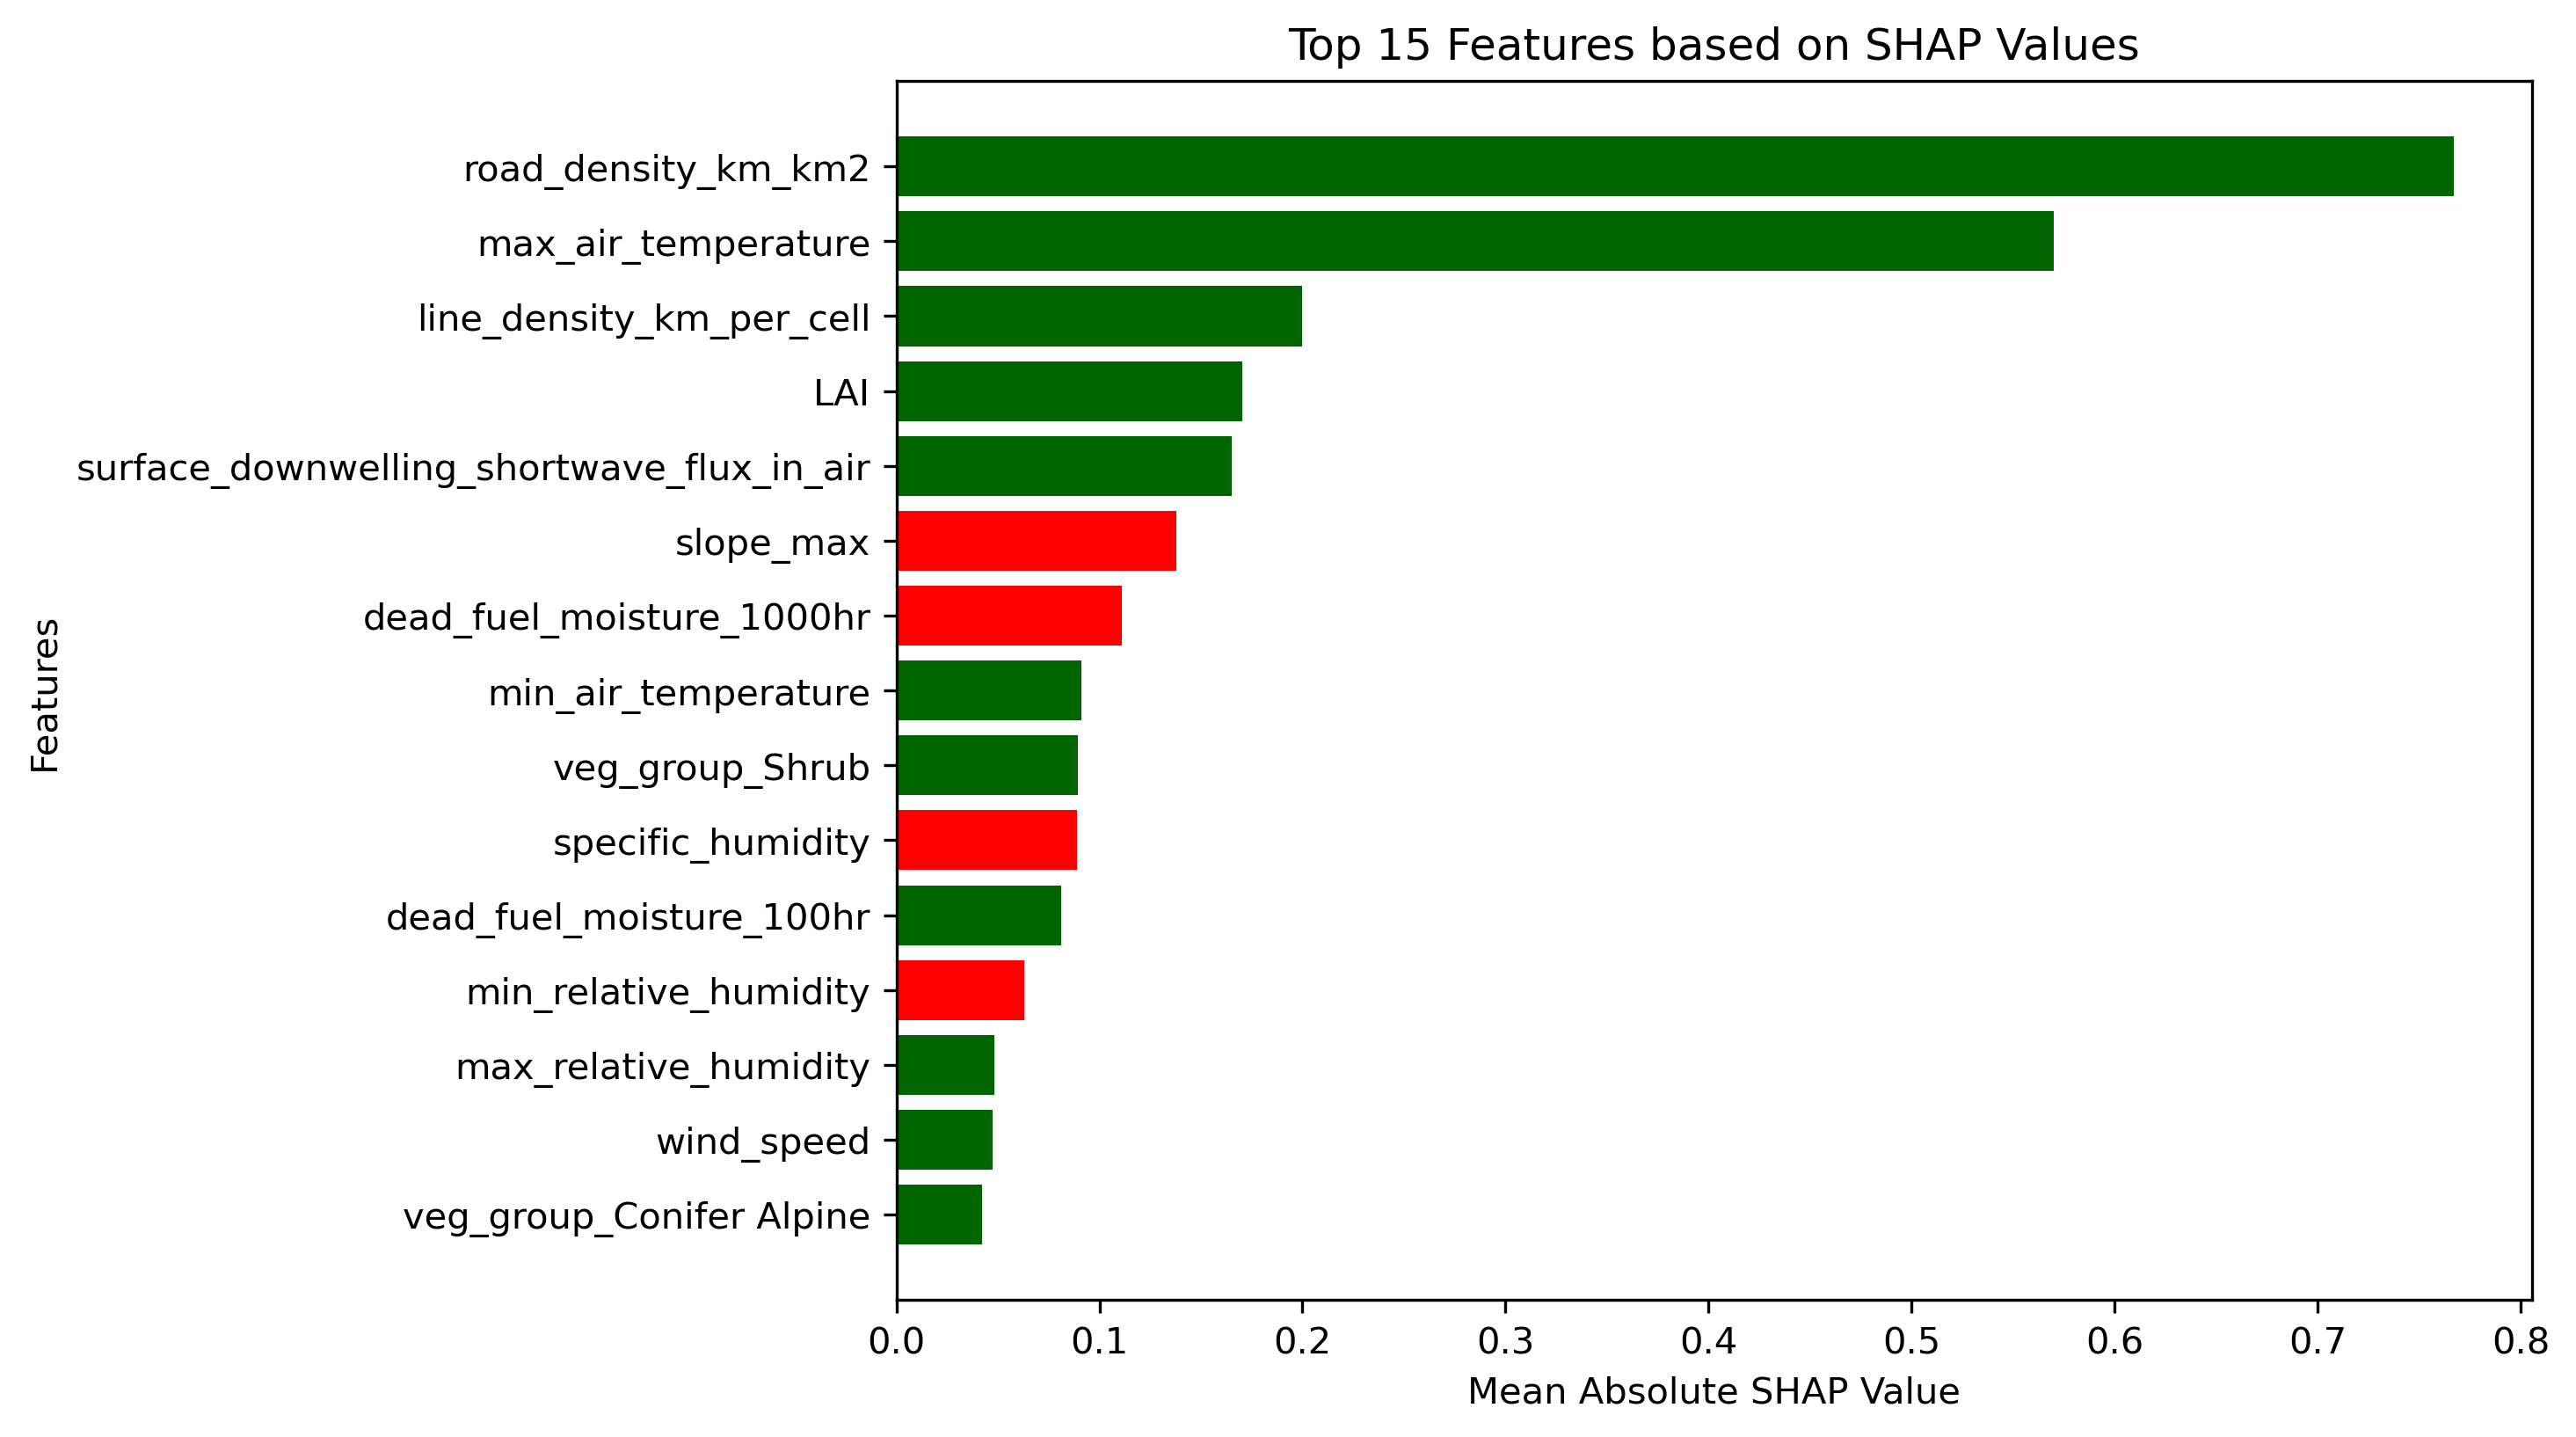 Top 15 Features based on SHAP Values
Features
road_density_km_km2
max_air_temperature
line_density_km_per_cell
LAI
surface_downwelling_shortwave_flux_in_air
slope_max
dead_fuel_moisture_1000hr
min_air_temperature
veg_group_Shrub
specific_humidity
dead_fuel_moisture_100hr
min_relative_humidity
max_relative_humidity
wind_speed
veg_group_Conifer Alpine
0.0 0.1 0.2 0.3 0.4 0.5 0.6 0.7 0.8
Mean Absolute SHAP Value